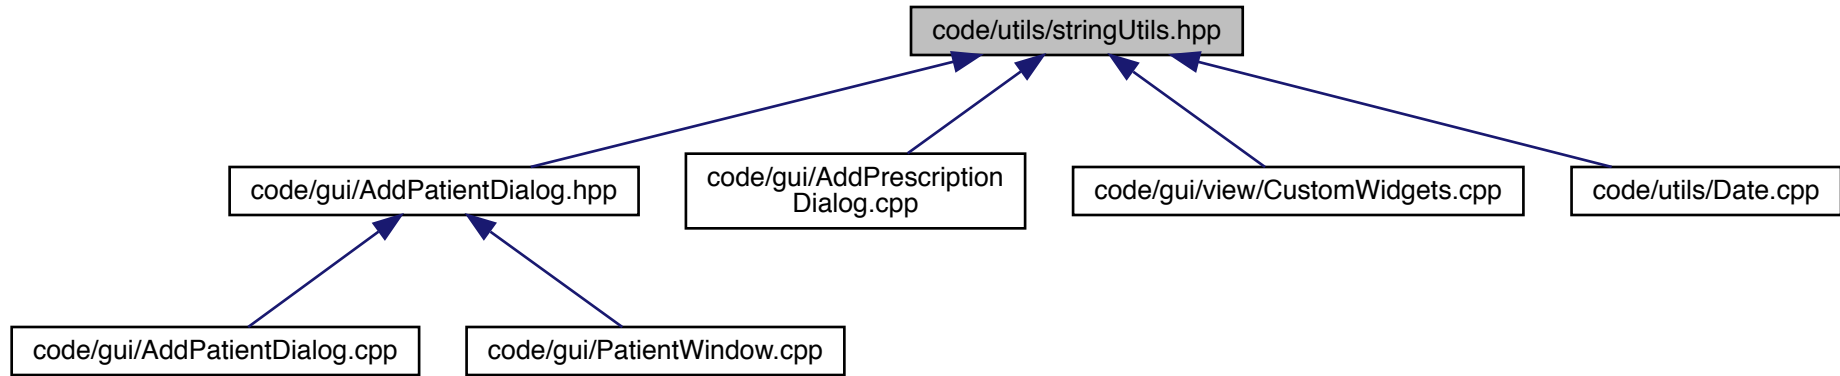 code/utils/stringUtils.hpp
code/gui/AddPatientDialog.hpp
code/gui/AddPrescription
Dialog.cpp
code/gui/view/CustomWidgets.cpp
code/utils/Date.cpp
code/gui/AddPatientDialog.cpp
code/gui/PatientWindow.cpp